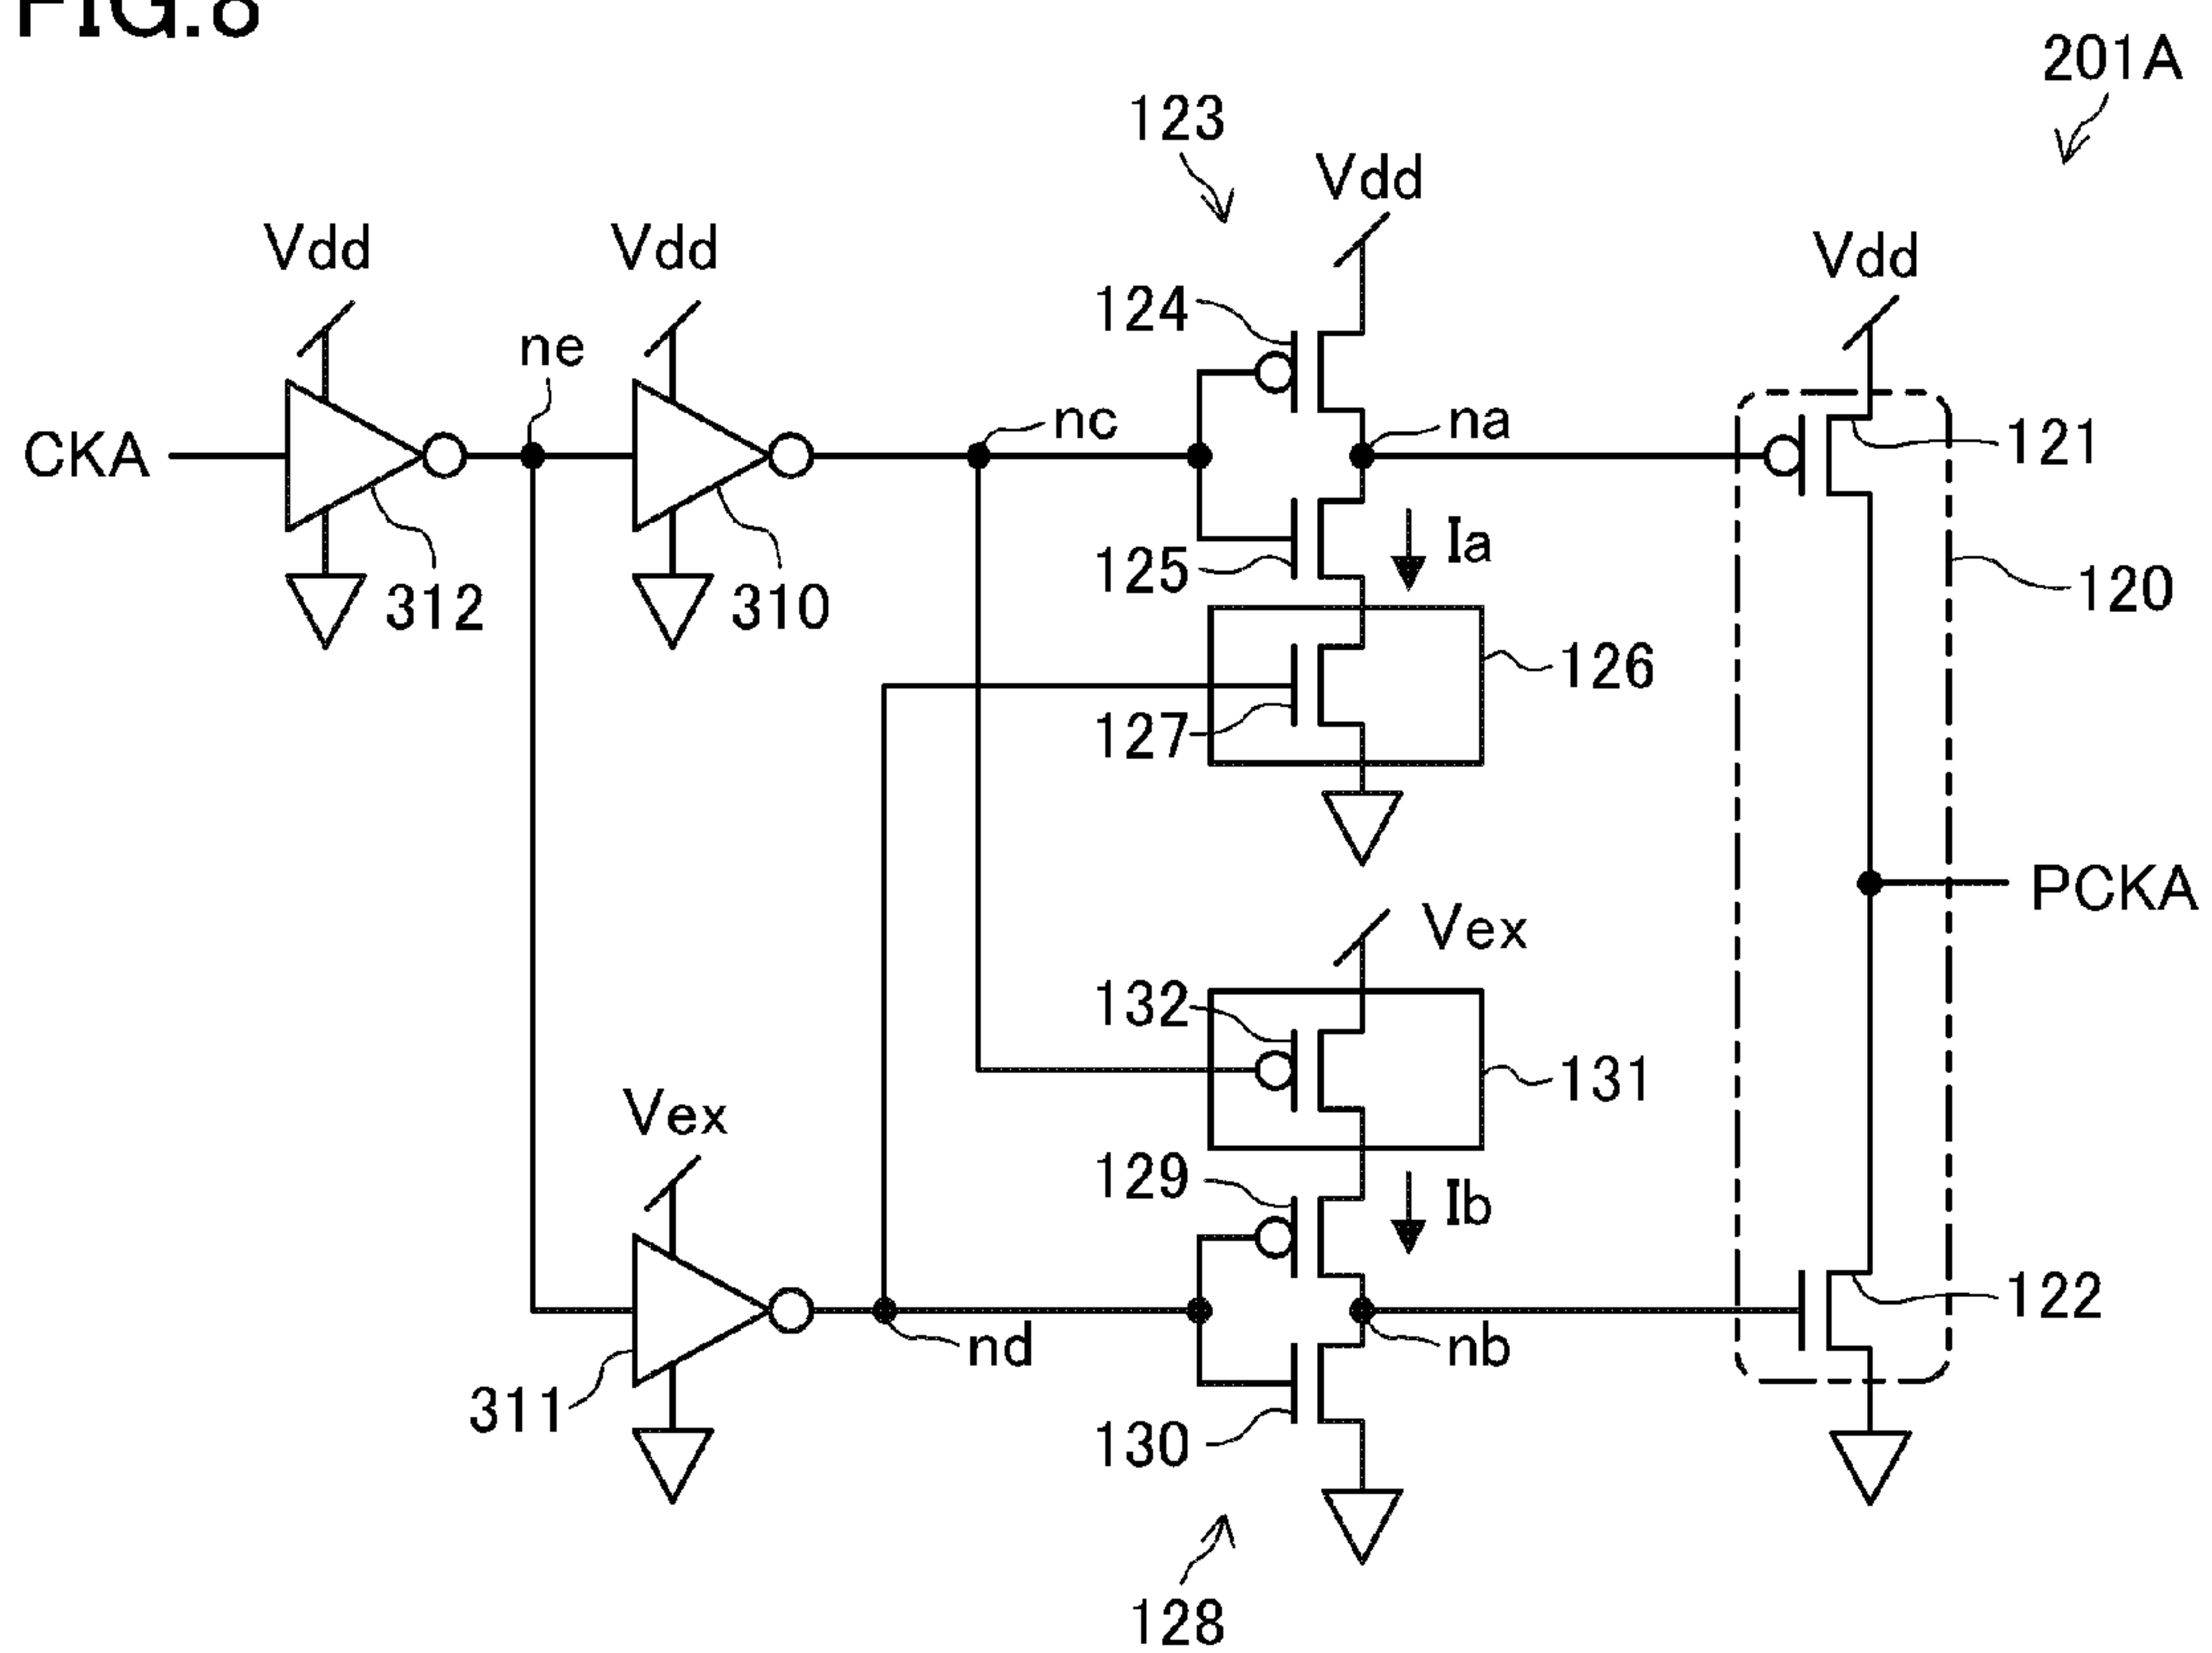 FIG.8
201A
123
Vdd
Vdd
Vdd
Vdd
124
ne
nc
na
CKA
121
125
Ia
312
310
120
126
127
PCKA
Vex
132
131
Vex
129
Ib
nd
nb
122
311
130
128